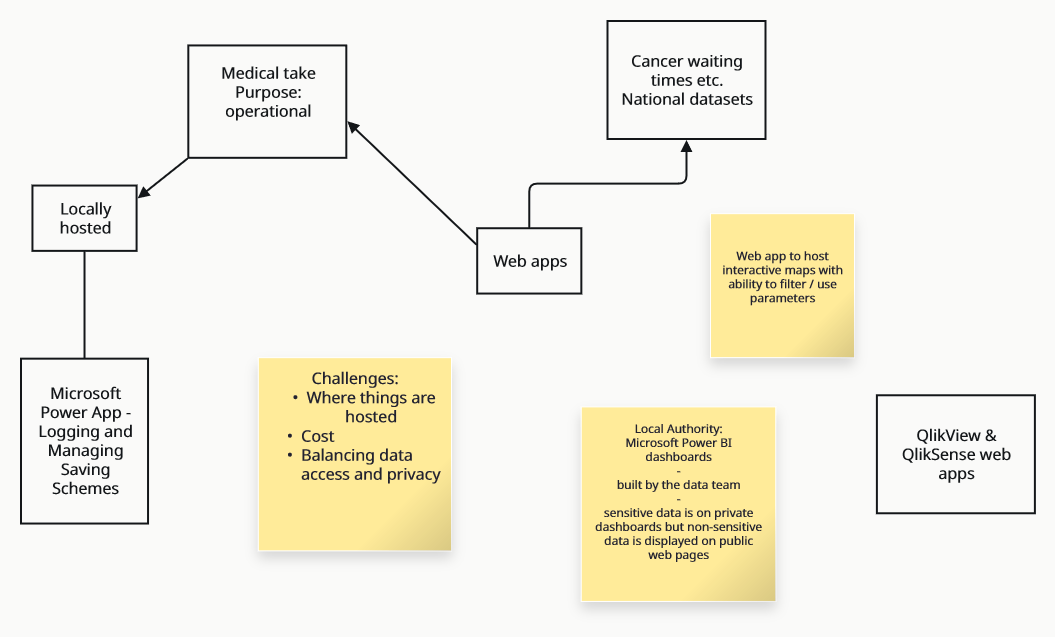 Medical take
Purpose:
operational
Cancer waiting
times etc.
National datasets
Locally
hosted
Web apps
Web app to host
interactive maps with
ability to filter / use
parameters
Microsoft
Power App -
Logging and
Managing
Saving
Schemes
Challenges:
• Where things are
hosted
• Cost
• Balancing data
access and privacy
Local Authority:
Microsoft Power BI
dashboards
-
built by the data team
-
sensitive data is on private
dashboards but non-sensitive
data is displayed on public
web pages
QlikView &
QlikSense web
apps